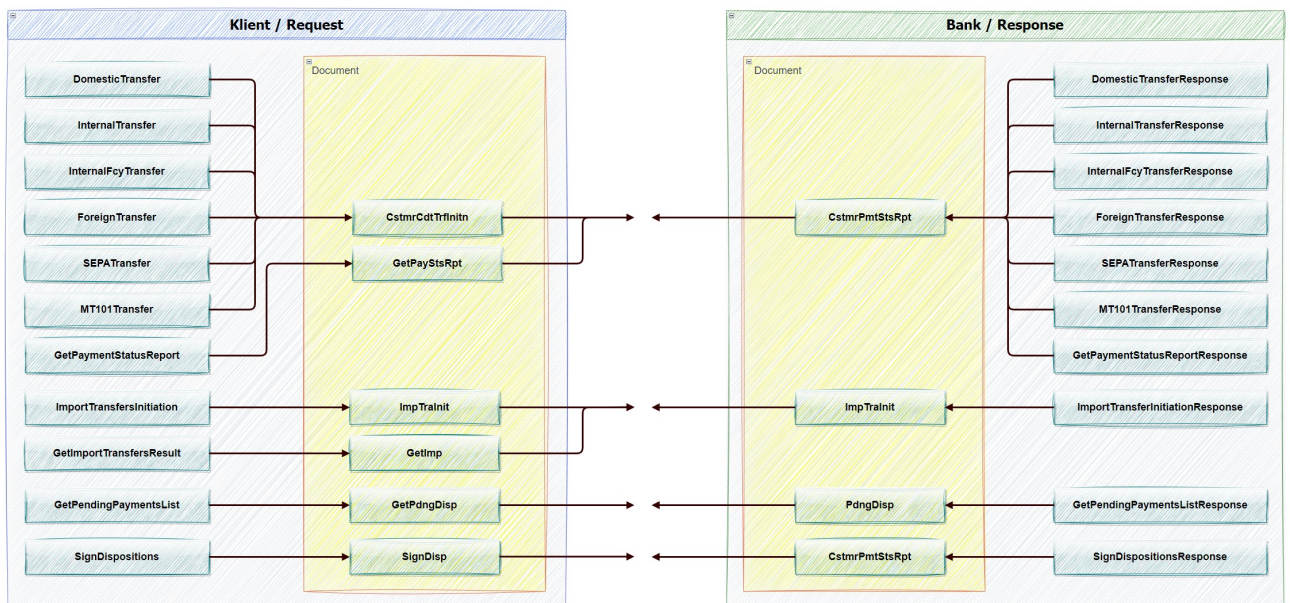 Klient / Request
Document
DomesticTransfer
InternalTransfer
InternalFcyTransfer
ForeignTransfer
CstmrCdtTrfInitn
SEPATransfer
GetPayStsRpt
MT101Transfer
GetPaymentStatusReport
ImportTransfersInitiation
ImpTraInit
GetImportTransfersResult
GetImp
GetPendingPaymentsList
GetPdngDisp
SignDispositions
SignDisp
Bank / Response
Document
DomesticTransferResponse
InternalTransferResponse
InternalFcyTransferResponse
CstmrPmtStsRpt
ForeignTransferResponse
SEPATransferResponse
MT101TransferResponse
GetPaymentStatusReportResponse
ImpTraInit
ImportTransferInitiationResponse
PdngDisp
GetPendingPaymentsListResponse
CstmrPmtStsRpt
SignDispositionsResponse